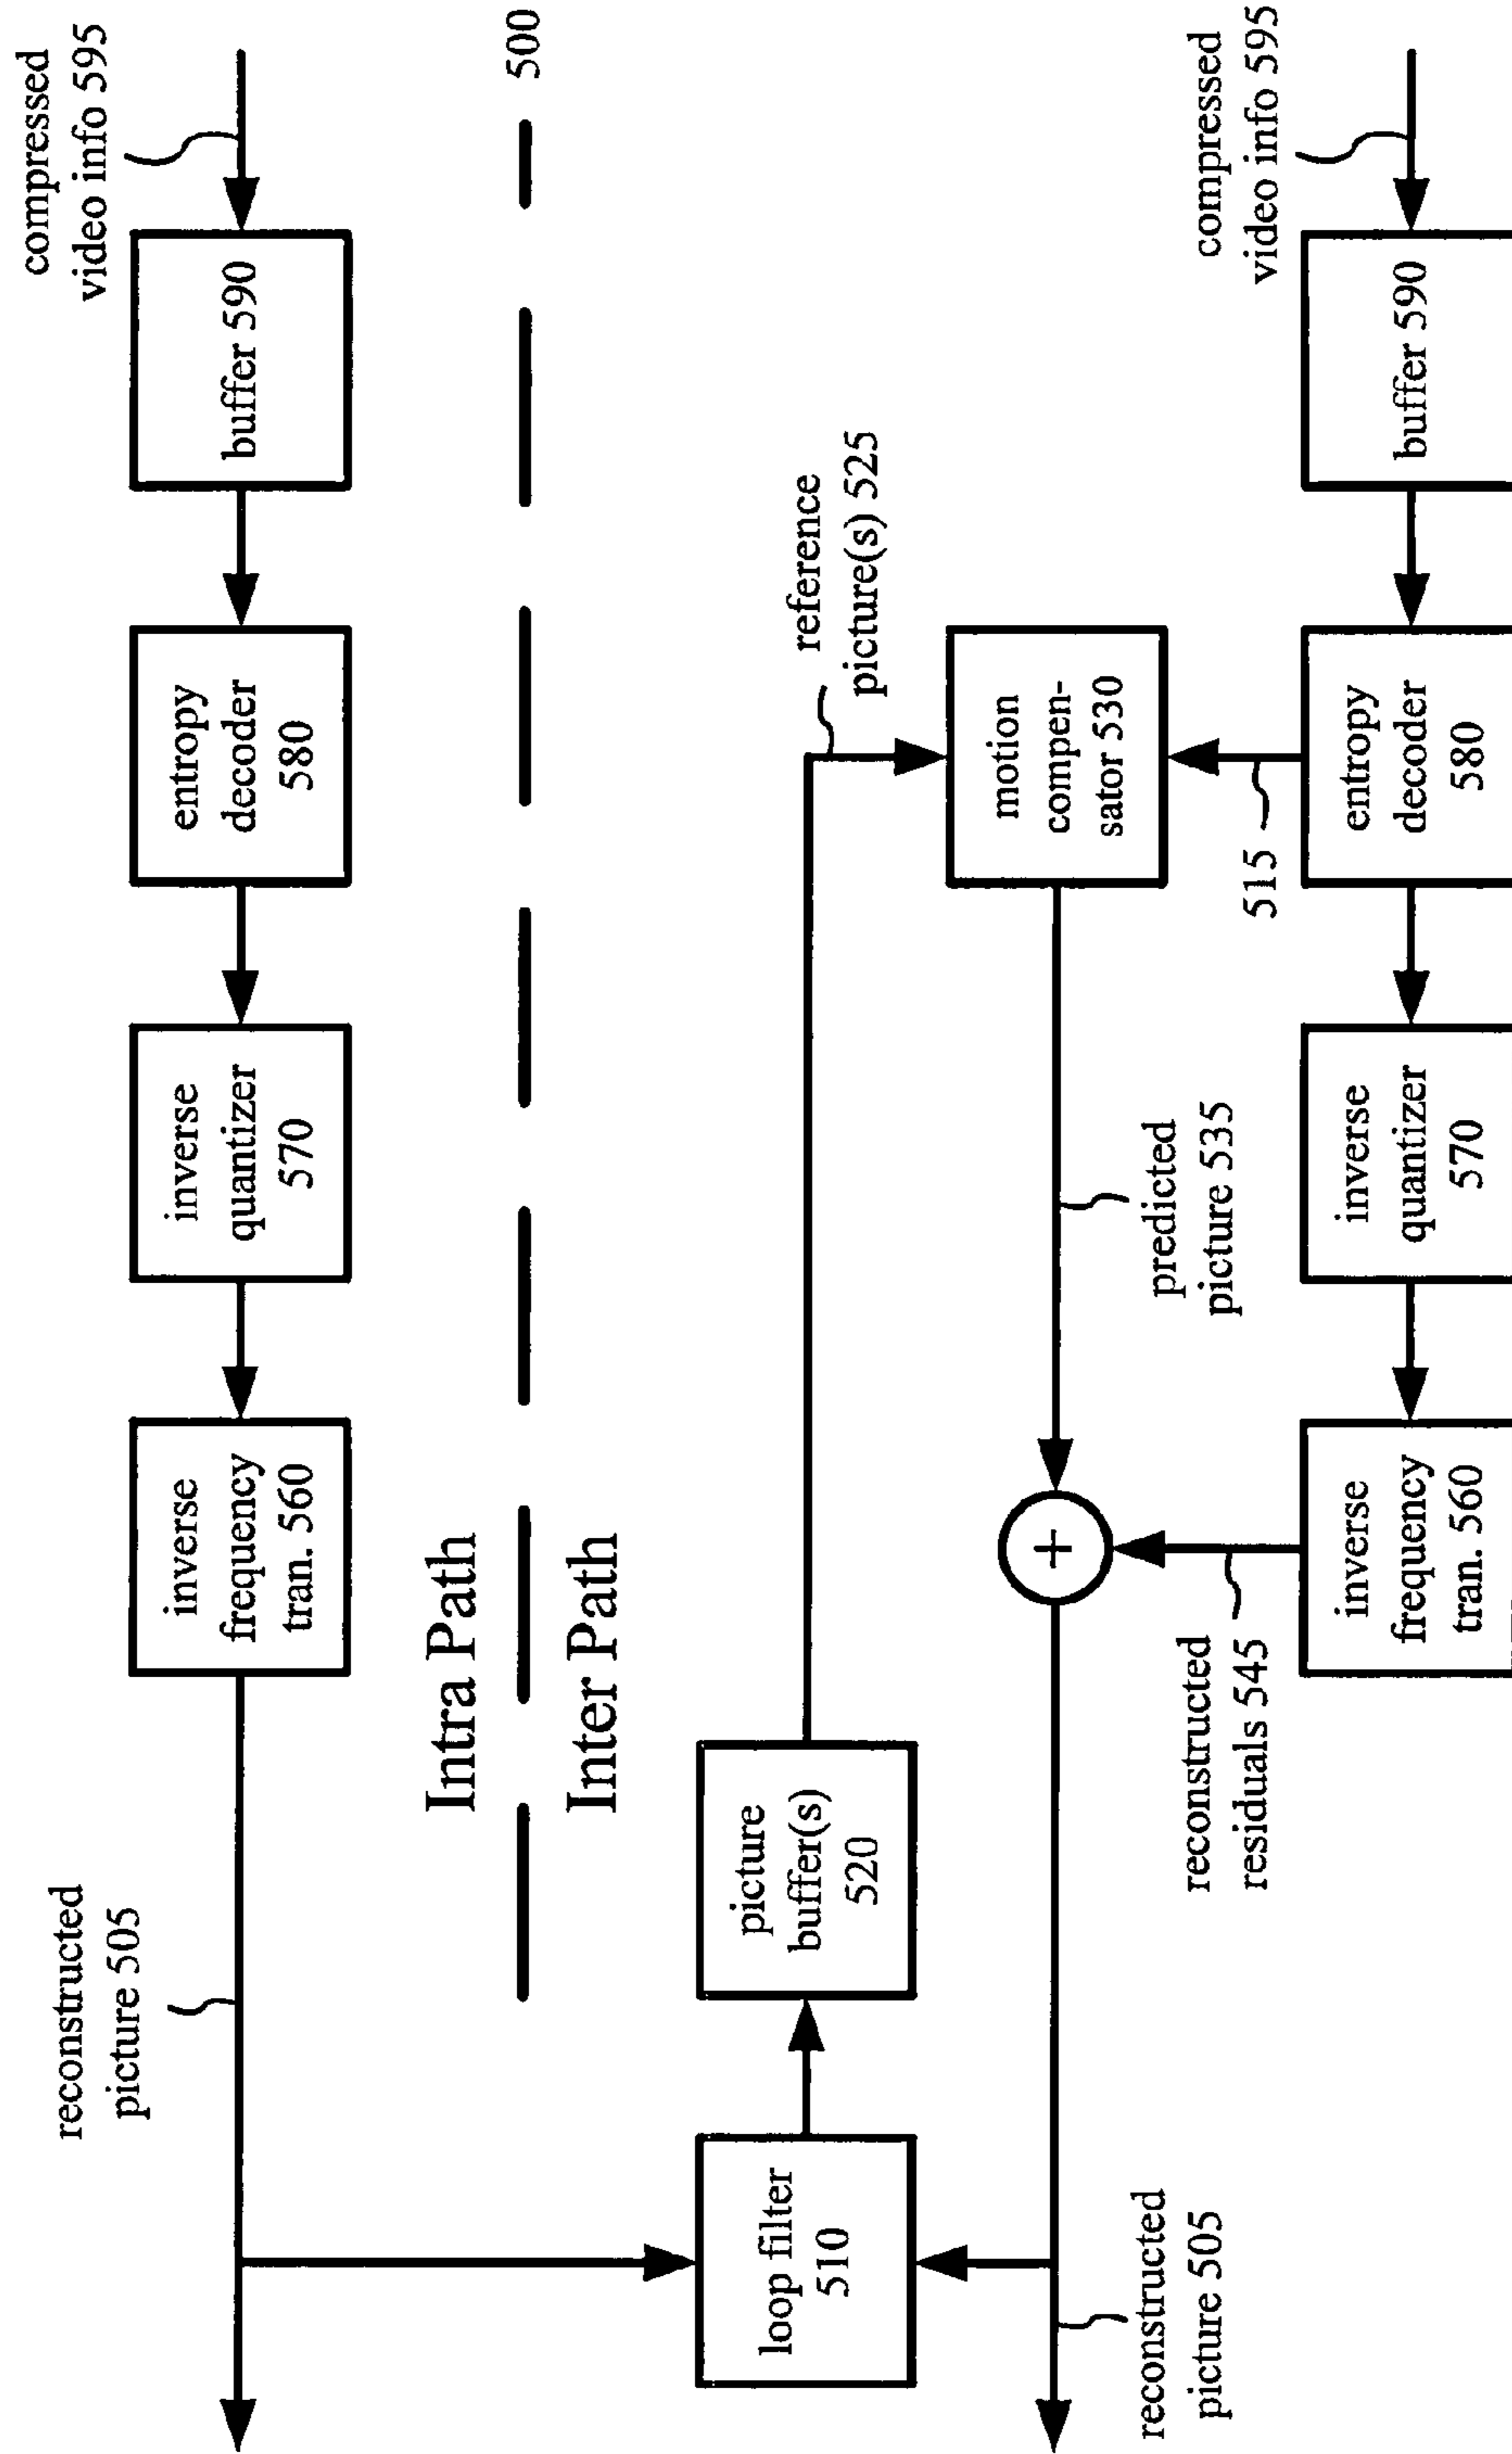 reconstructed
picture 505
compressed
video info 595
inverse
frequency
tran. 560
inverse
quantizer
570
entropy
decoder
580
buffer 590
Intra Path
500
Inter Path
loop filter
510
picture
buffer(s)
520
reference
picture(s) 525
motion
compen-
sator 530
+
reconstructed
picture 505
reconstructed
residuals 545
predicted
picture 535
515
compressed
video info 595
inverse
frequency
tran. 560
inverse
quantizer
570
entropy
decoder
580
buffer 590